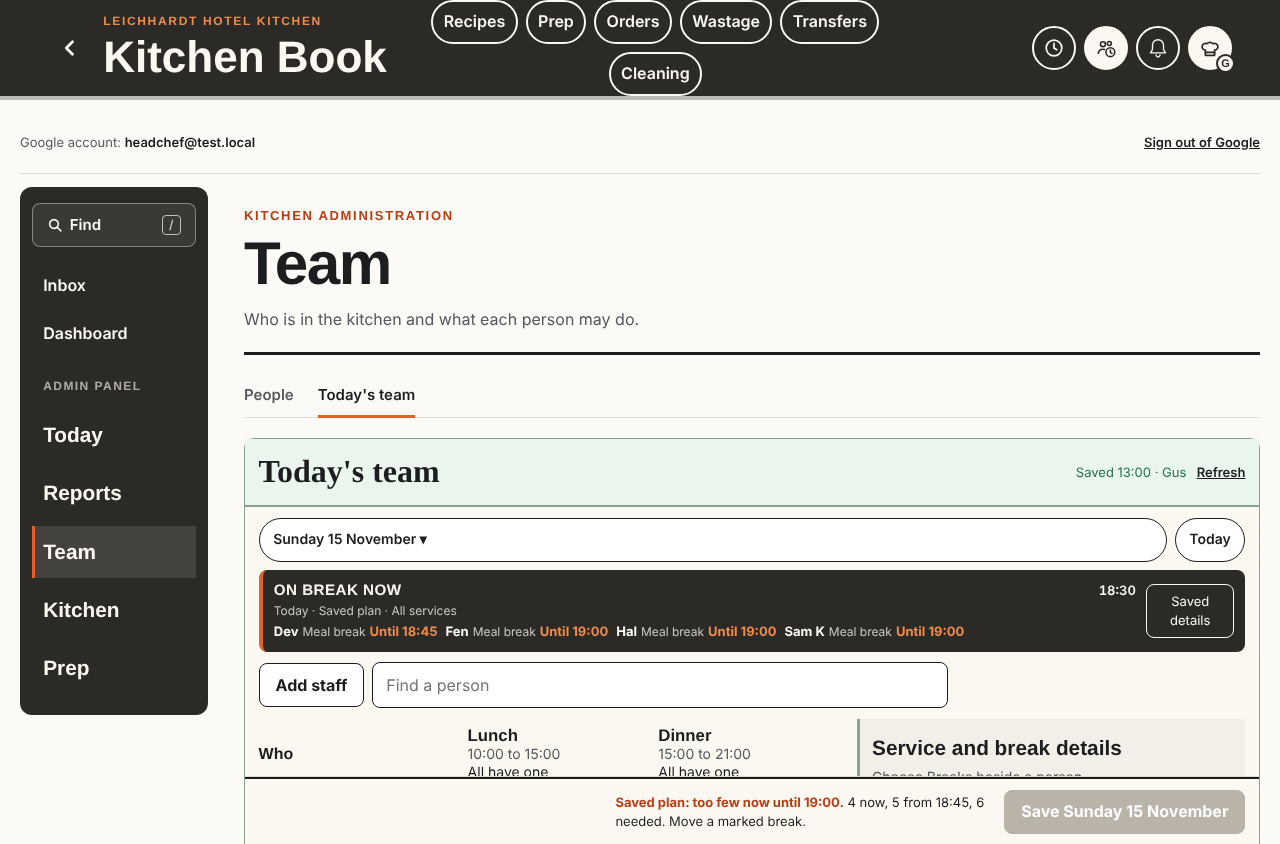 LEICHHARDT HOTEL KITCHEN
Kitchen Book
Recipes Prep Orders Wastage Transfers
Cleaning
G
Google account: headchef@test.local
Sign out of Google
Find /
Inbox
Dashboard
ADMIN PANEL
Today
Reports
Team
Kitchen
Prep
KITCHEN ADMINISTRATION
Team
Who is in the kitchen and what each person may do.
People Today's team
Today's team
Saved 13:00 · Gus Refresh
Sunday 15 November ▾ Today
ON BREAK NOW 18:30
Today · Saved plan · All services
Dev Meal break Until 18:45 Fen Meal break Until 19:00 Hal Meal break Until 19:00 Sam K Meal break Until 19:00
Saved
details
Add staff Find a person
Who
Lunch
10:00 to 15:00
All have one
Dinner
15:00 to 21:00
All have one
Service and break details
Choose Breaks beside a person
Saved plan: too few now until 19:00. 4 now, 5 from 18:45, 6
needed. Move a marked break.
Save Sunday 15 November